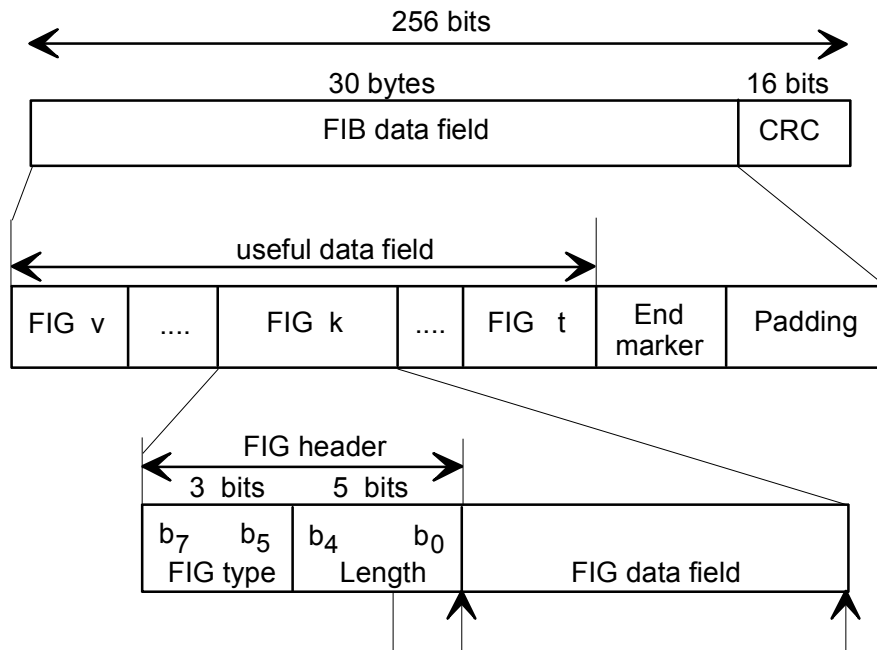 256 bits
30 bytes 16 bits
FIB data field CRC
useful data field
FIG v .... FIG k .... FIG t End marker Padding
FIG header
3 bits 5 bits
b7 b5 b4 b0
FIG type Length FIG data field